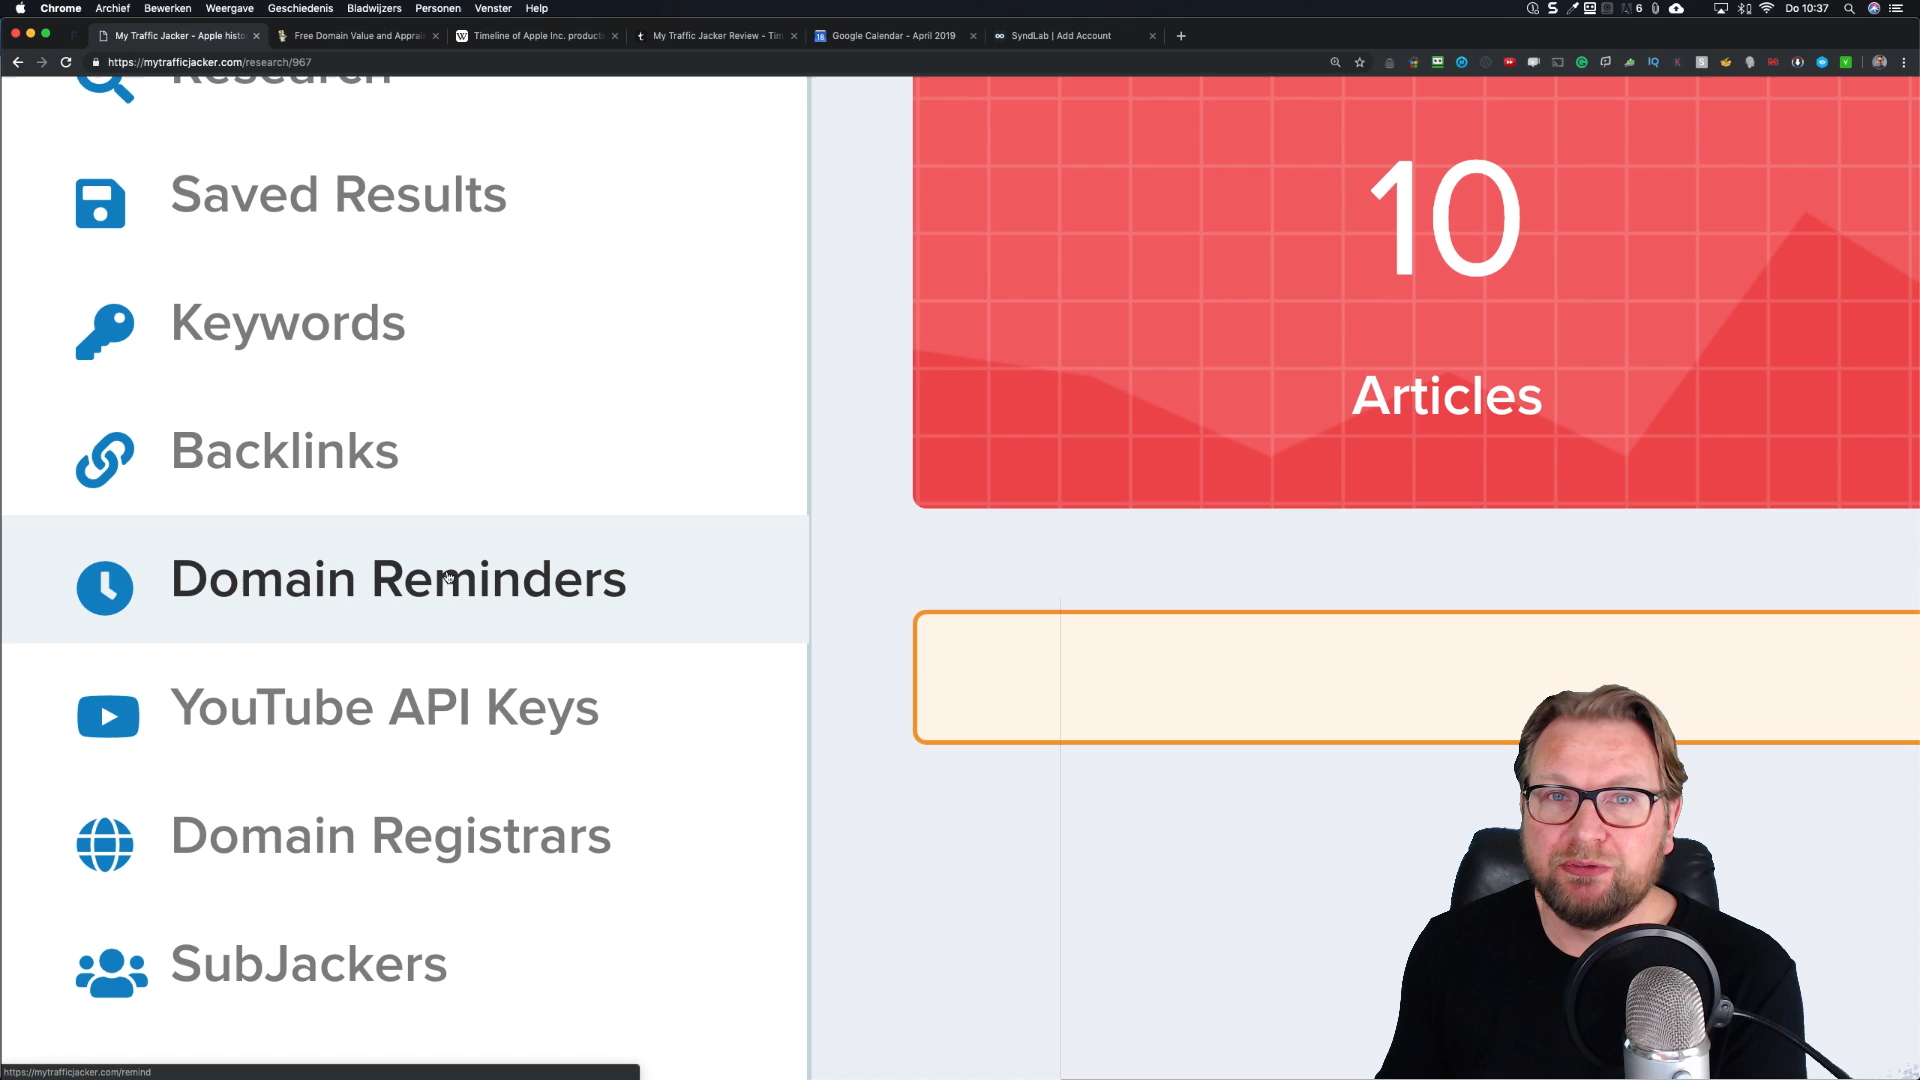 Chrome Archief Bewerken Weergave Geschiedenis Bladwijzers Personen Venster Help
6 Do 10:37
My Traffic Jacker - Apple histo
Free Domain Value and Apprai
Timeline of Apple Inc. product
My Traffic Jacker Review - Tim
Google Calendar - April 2019
SyndLab | Add Account
https://mytrafficjacker.com/research/967
Research
Saved Results
Keywords
Backlinks
Domain Reminders
YouTube API Keys
Domain Registrars
SubJackers
10
Articles
https://mytrafficjacker.com/remind